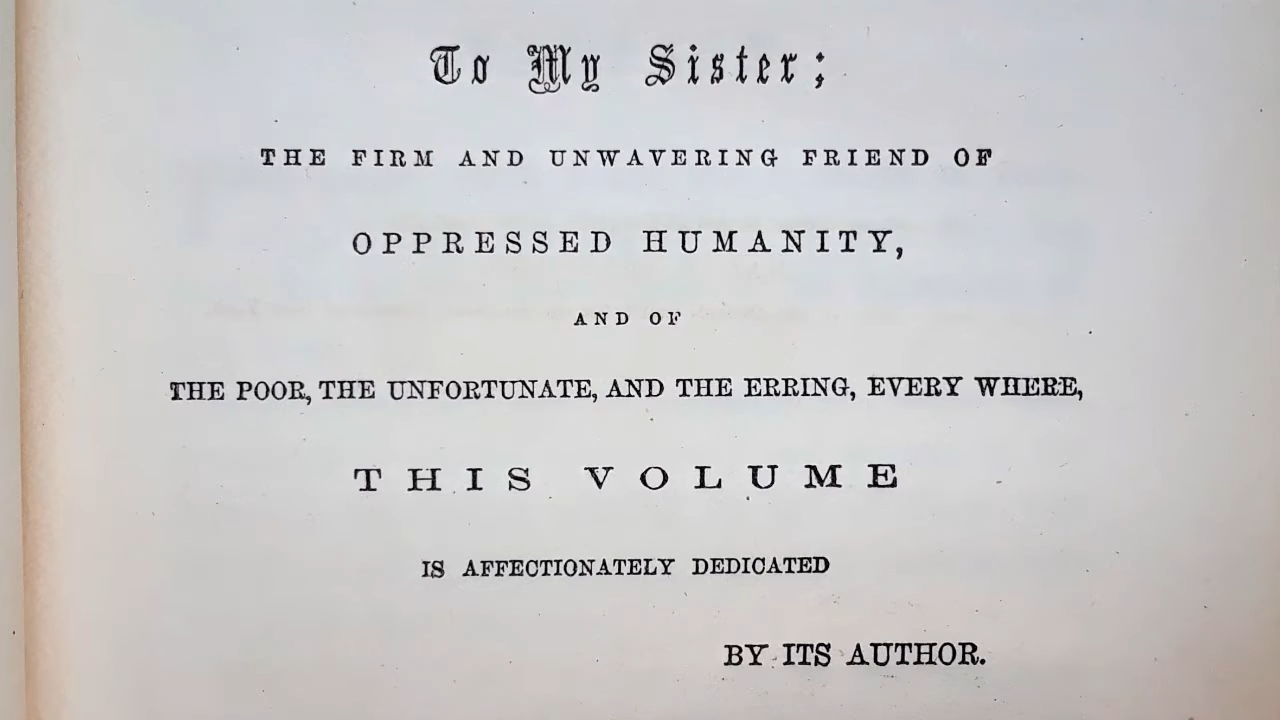 To My Sister;
THE FIRM AND UNWAVERING FRIEND OF
OPPRESSED HUMANITY,
AND OF
THE POOR, THE UNFORTUNATE, AND THE ERRING, EVERY WHERE,
THIS VOLUME
IS AFFECTIONATELY DEDICATED
BY ITS AUTHOR.